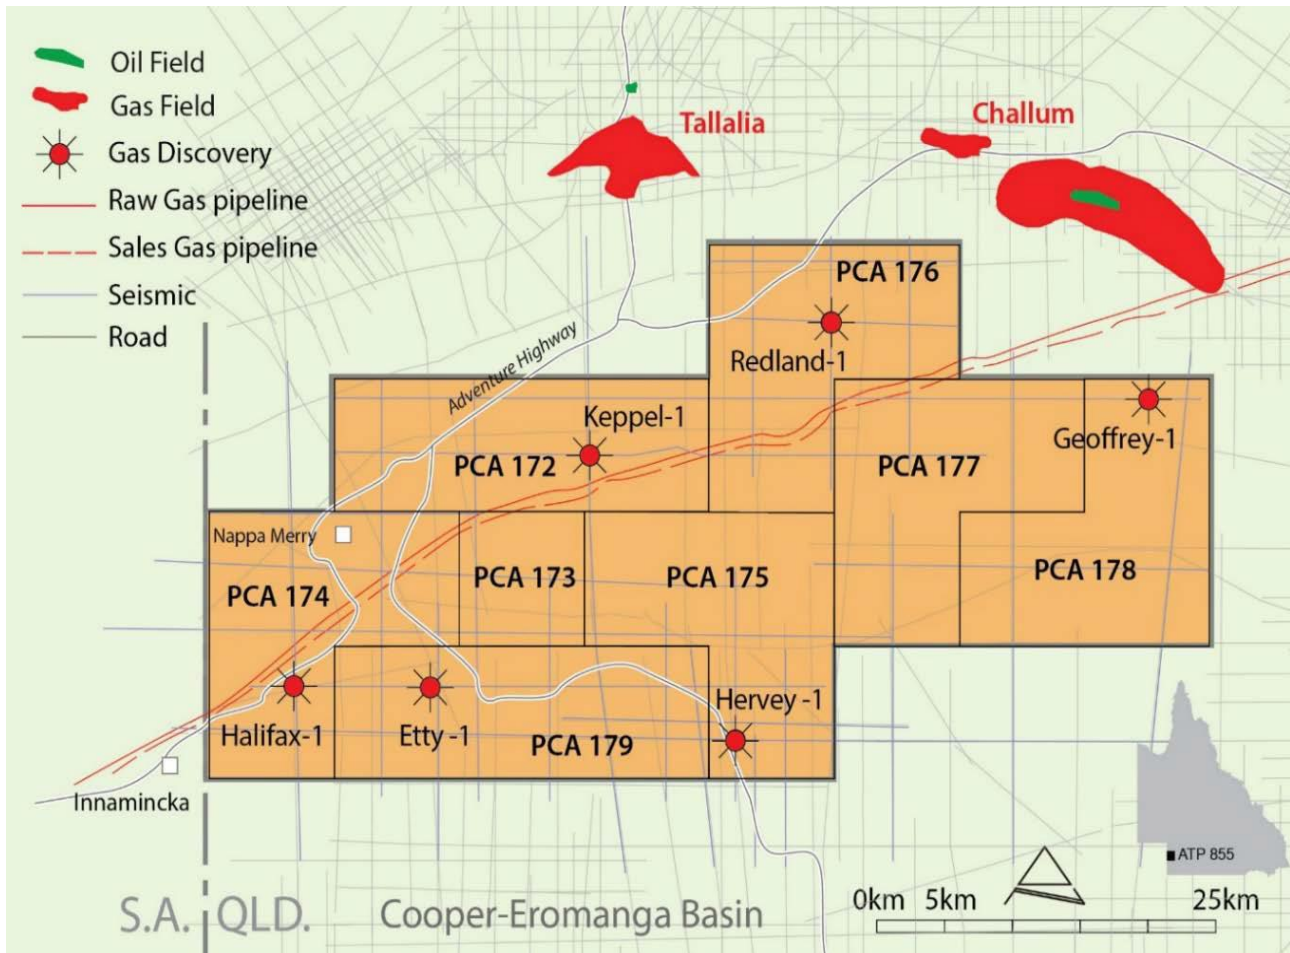 Oil Field
Gas Field
Gas Discovery
Raw Gas pipeline
Sales Gas pipeline
Seismic
Road
Tallalia
Challum
PCA 176
Redland-1
Adventure Highway
Keppel-1
Geoffrey-1
PCA 172
PCA 177
Nappa Merry
PCA 174
PCA 173
PCA 175
PCA 178
Halifax-1
Etty -1
PCA 179
Hervey -1
Innamincka
ATP 855
S.A. QLD.
Cooper-Eromanga Basin
0km 5km 25km